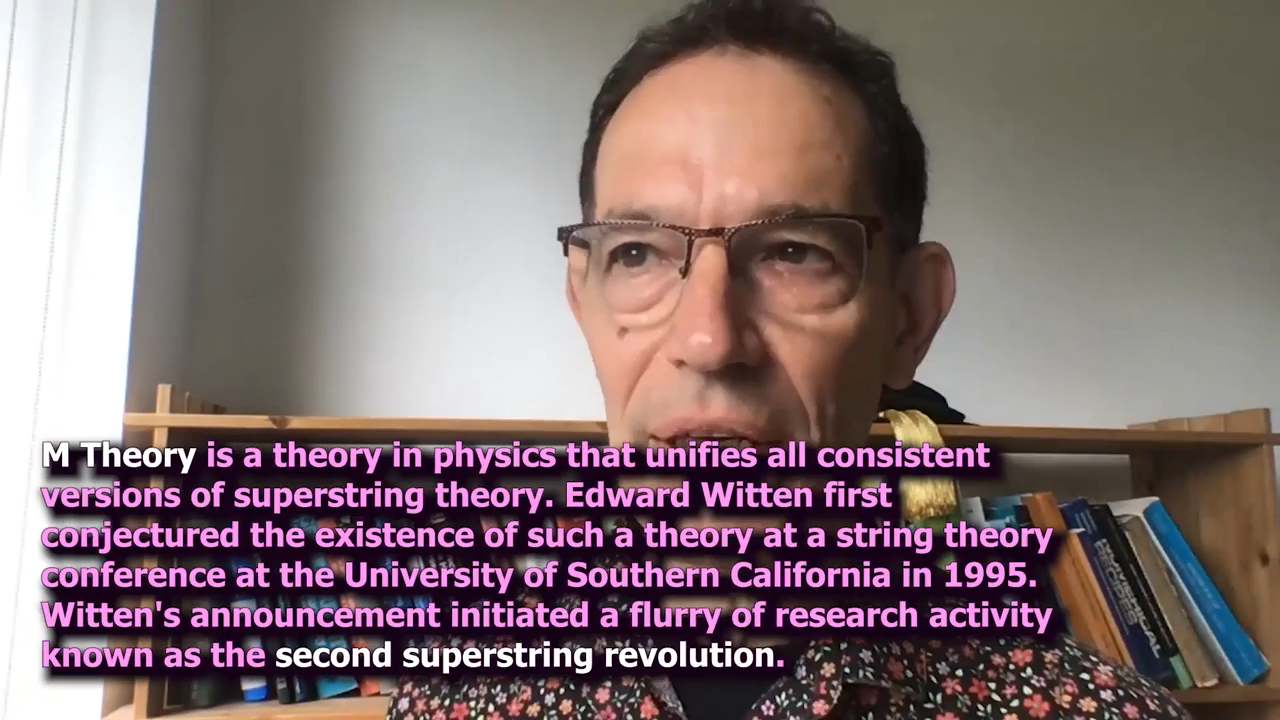 M Theory is a theory in physics that unifies all consistent
versions of superstring theory. Edward Witten first
conjectured the existence of such a theory at a string theory
conference at the University of Southern California in 1995.
Witten's announcement initiated a flurry of research activity
known as the second superstring revolution.
NUMERICAL
RECIPES